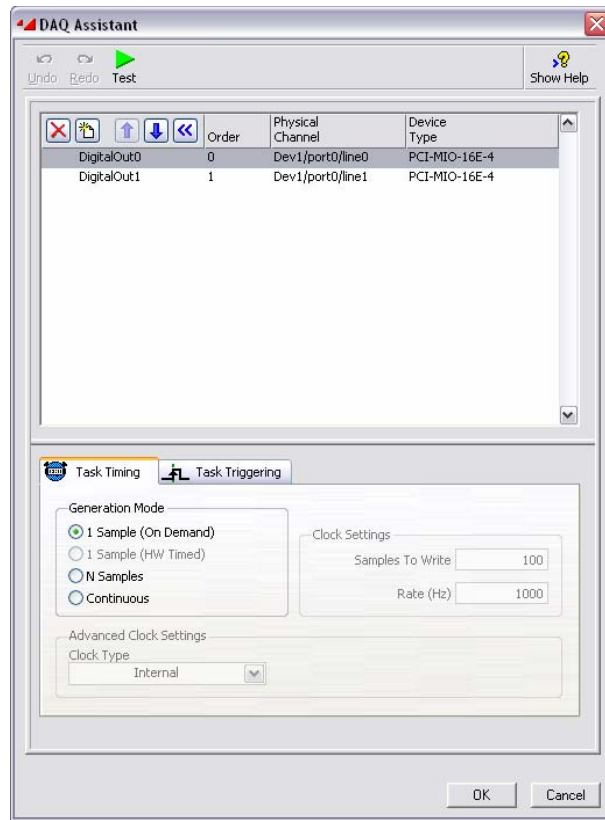 DAQ Assistant
Undo Redo Test Show Help
Order Physical Channel Device Type
DigitalOut0 0 Dev1/port0/line0 PCI-MIO-16E-4
DigitalOut1 1 Dev1/port0/line1 PCI-MIO-16E-4
Task Timing Task Triggering
Generation Mode
1 Sample (On Demand)
1 Sample (HW Timed)
N Samples
Continuous
Clock Settings
Samples To Write 100
Rate (Hz) 1000
Advanced Clock Settings
Clock Type
Internal
OK Cancel